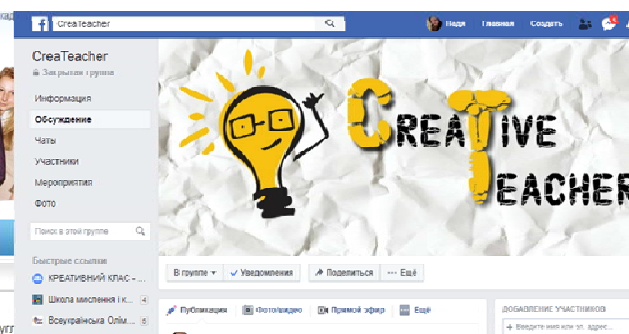 CreaTeacher
Надя Главная Создать
CreaTeacher
Закрытая группа
Информация
Обсуждение
Чаты
Участники
Мероприятия
Фото
Поиск в этой группе
Быстрые ссылки
КРЕАТИВНИЙ КЛАС - ...
Школа мислення і к... 4
Всеукраїнська Олім...
CREATIVE
TEACHER
В группе Уведомления Поделиться ... Ещё
Публикация Фото/видео Прямой эфир Ещё
ДОБАВЛЕНИЕ УЧАСТНИКОВ
+ Введите имя или эл. адрес...